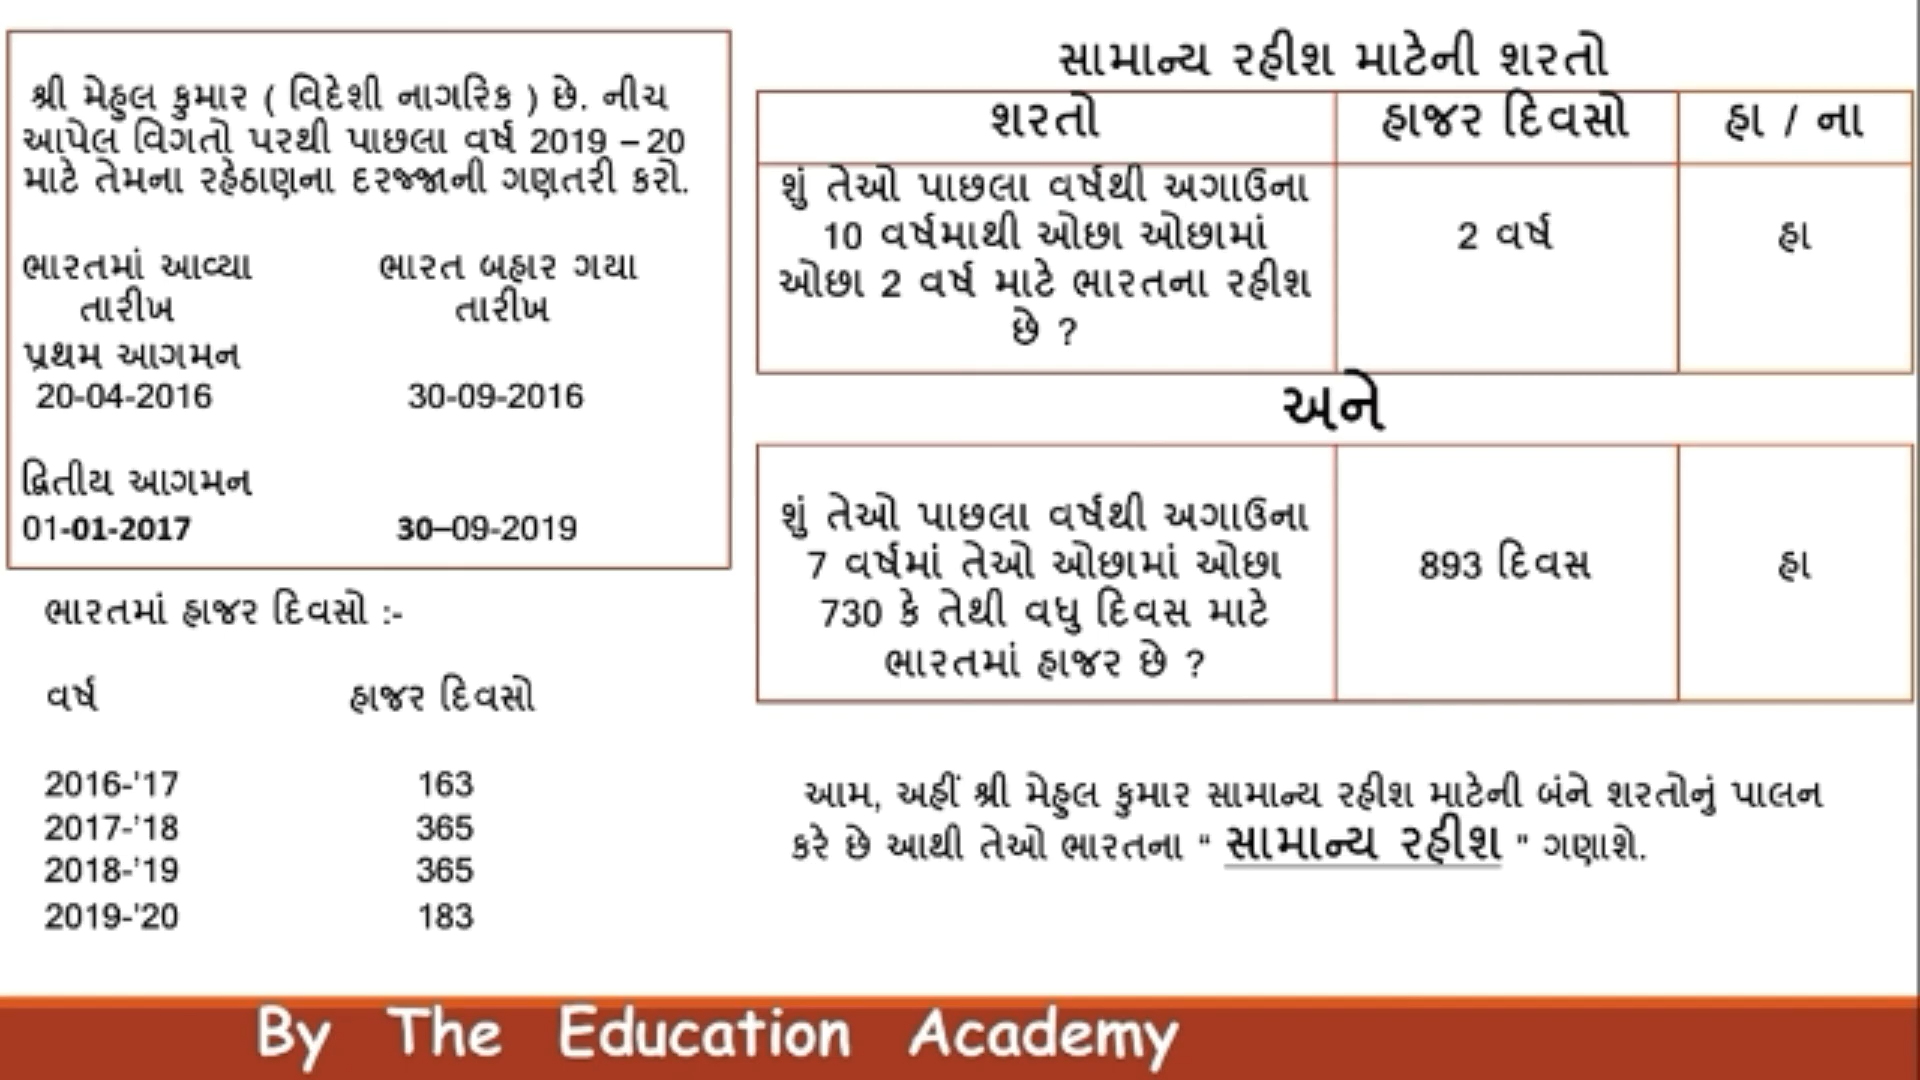 શ્રી મેહુલ કુમાર ( વિદેશી નાગરિક ) છે. નીચ
આપેલ વિગતો પરથી પાછલા વર્ષ 2019 – 20
માટે તેમના રહેઠાણના દરજ્જાની ગણતરી કરો.
ભારતમાં આવ્યા ભારત બહાર ગયા
તારીખ તારીખ
પ્રથમ આગમન
20-04-2016 30-09-2016
દ્વિતીય આગમન
01-01-2017 30–09-2019
ભારતમાં હાજર દિવસો :-
વર્ષ હાજર દિવસો
2016-'17 163
2017-'18 365
2018-'19 365
2019-'20 183
સામાન્ય રહીશ માટેની શરતો
શરતો હાજર દિવસો હા / ના
શું તેઓ પાછલા વર્ષથી અગાઉના
10 વર્ષમાથી ઓછા ઓછામાં 2 વર્ષ હા
ઓછા 2 વર્ષ માટે ભારતના રહીશ
છે ?
અને
શું તેઓ પાછલા વર્ષથી અગાઉના
7 વર્ષમાં તેઓ ઓછામાં ઓછા 893 દિવસ હા
730 કે તેથી વધુ દિવસ માટે
ભારતમાં હાજર છે ?
આમ, અહીં શ્રી મેહુલ કુમાર સામાન્ય રહીશ માટેની બંને શરતોનું પાલન
કરે છે આથી તેઓ ભારતના “ સામાન્ય રહીશ " ગણાશે.
By The Education Academy